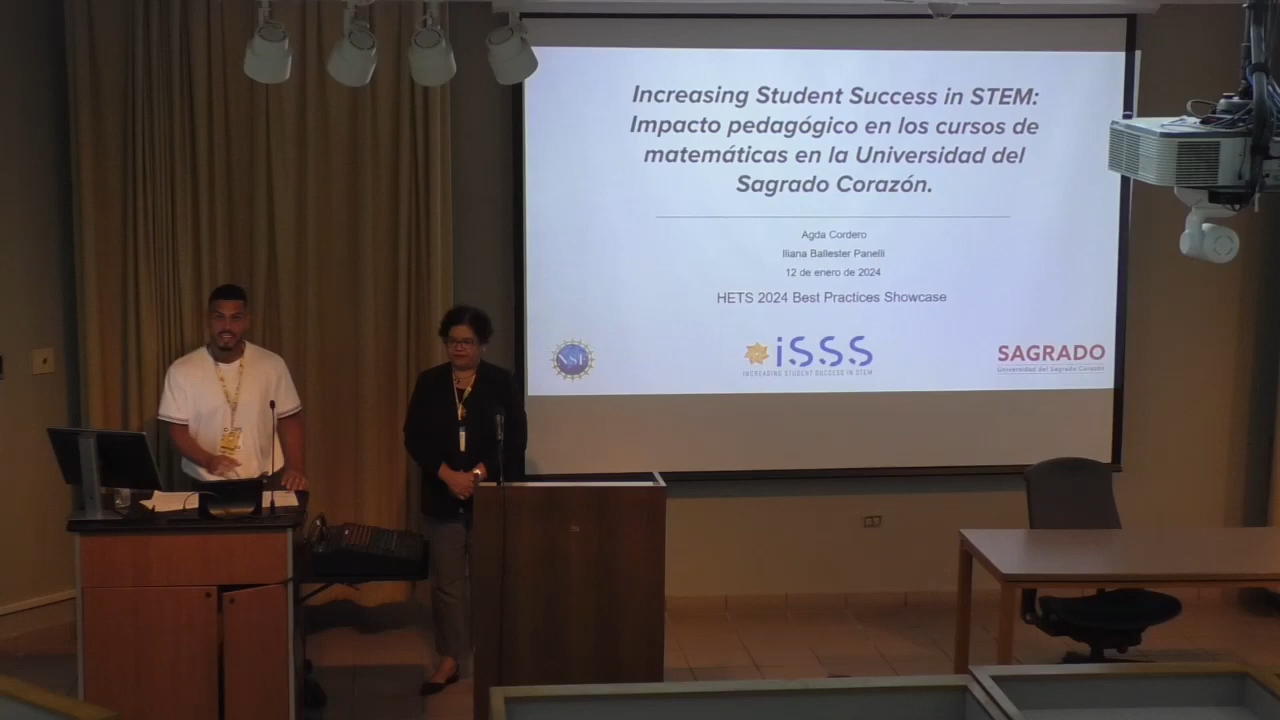 Increasing Student Success in STEM:
Impacto pedagógico en los cursos de
matemáticas en la Universidad del
Sagrado Corazón.
Agda Cordero
Iliana Ballester Panelli
12 de enero de 2024
HETS 2024 Best Practices Showcase
NSF
iSSS
INCREASING STUDENT SUCCESS IN STEM
SAGRADO
Universidad del Sagrado Corazón